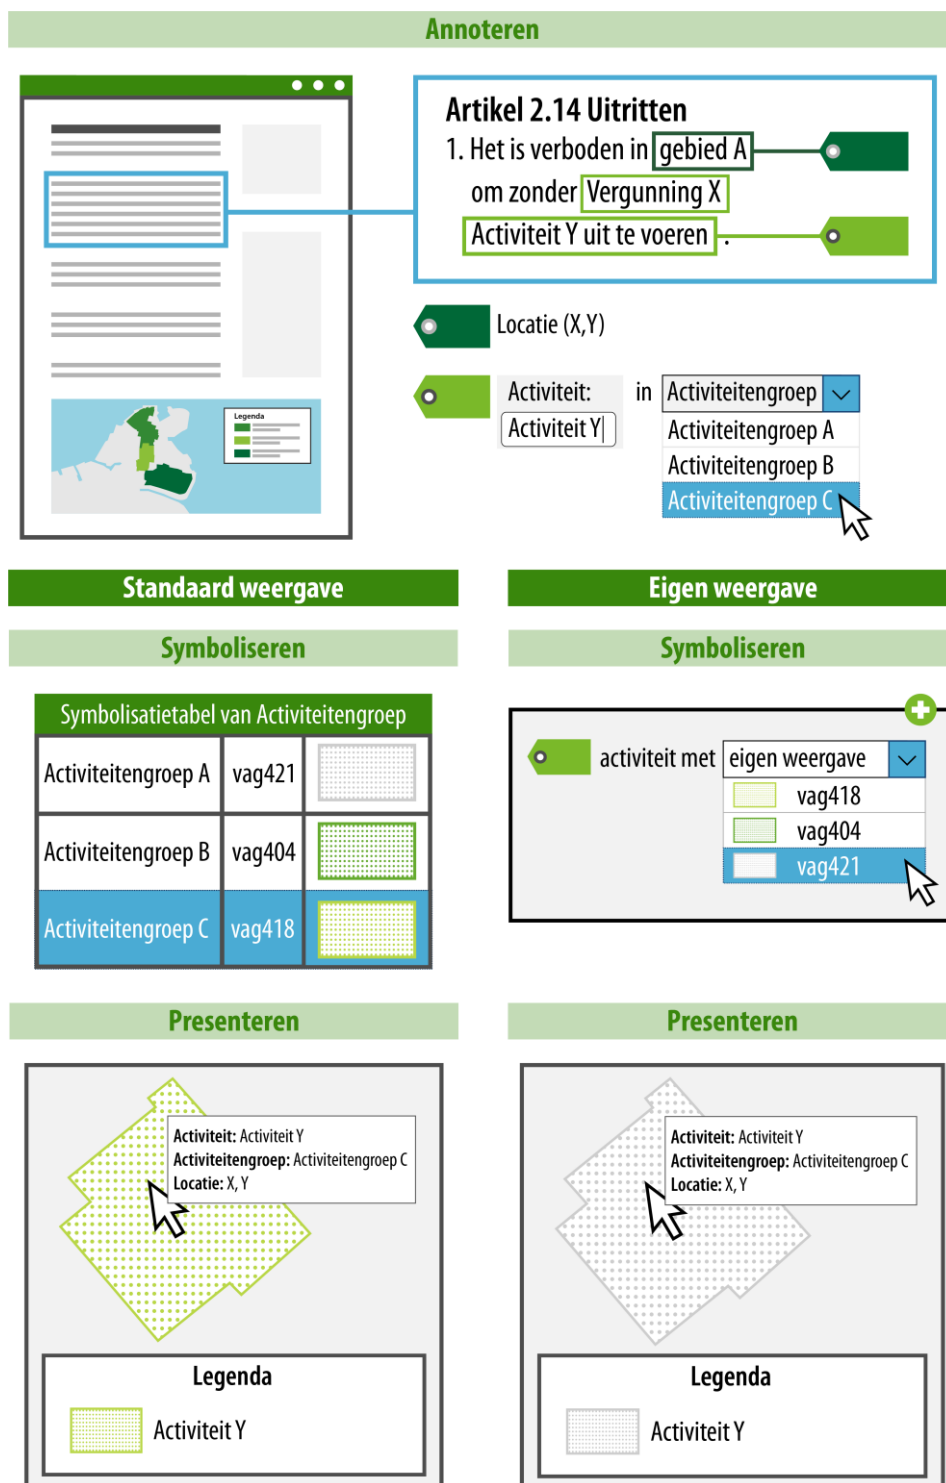 Annoteren
Artikel 2.14 Uitritten
1. Het is verboden in gebied A
om zonder Vergunning X
Activiteit Y uit te voeren .
Locatie (X,Y)
Activiteit: in Activiteitengroep
Activiteit Y
Activiteitengroep A
Activiteitengroep B
Activiteitengroep C
Legenda
Standaard weergave
Symboliseren
Symbolisatietabel van Activiteitengroep
Activiteitengroep A vag421
Activiteitengroep B vag404
Activiteitengroep C vag418
Presenteren
Activiteit: Activiteit Y
Activiteitengroep: Activiteitengroep C
Locatie: X, Y
Legenda
Activiteit Y
Eigen weergave
Symboliseren
activiteit met eigen weergave
vag418
vag404
vag421
Presenteren
Activiteit: Activiteit Y
Activiteitengroep: Activiteitengroep C
Locatie: X, Y
Legenda
Activiteit Y